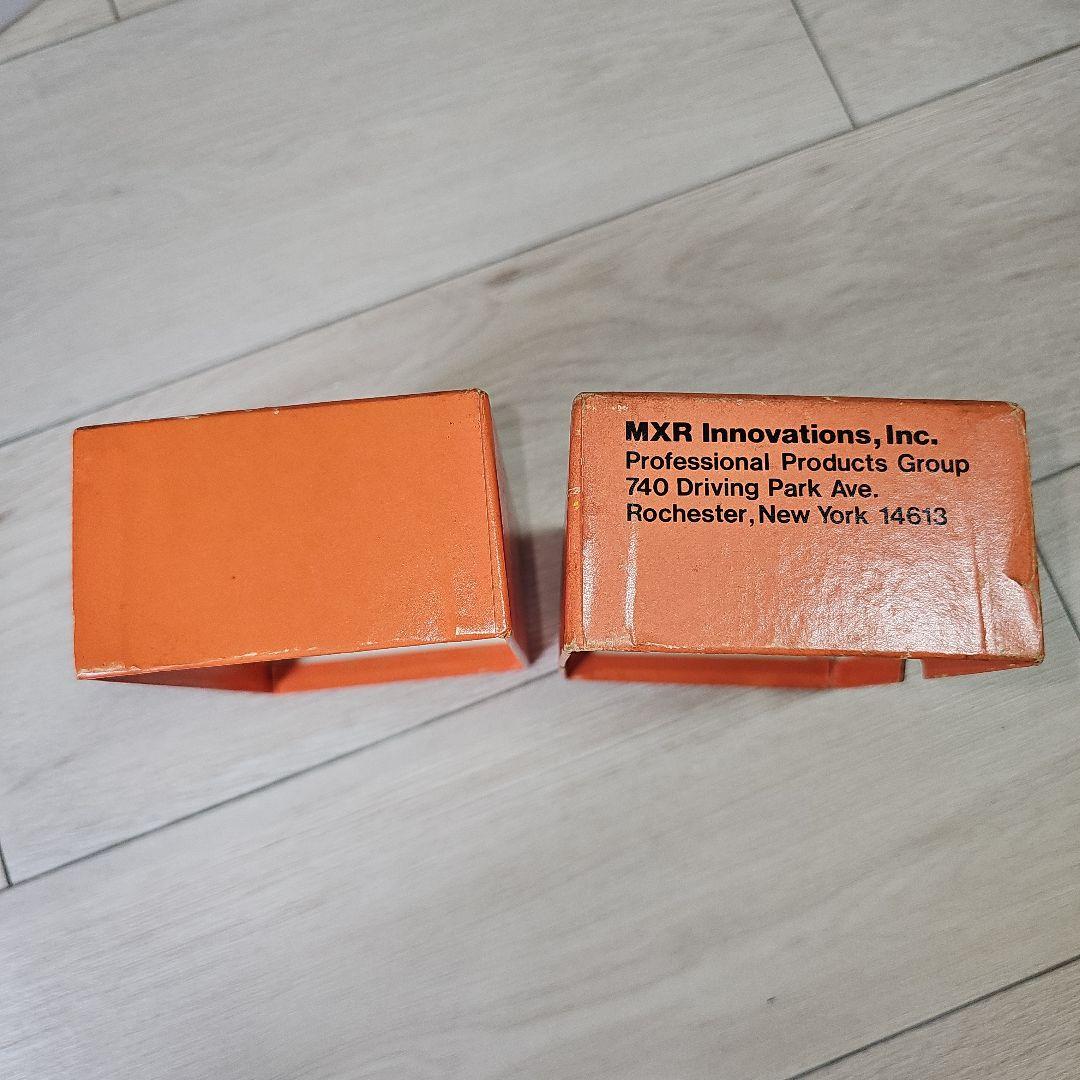 MXR Innovations, Inc.
Professional Products Group
740 Driving Park Ave.
Rochester, New York 14613